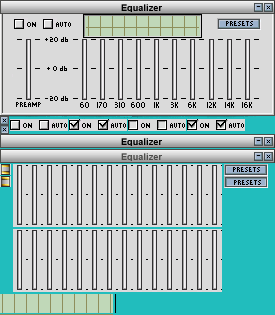 Equalizer
ON AUTO PRESETS
+20 db
+0 db
-20 db
PREAMP 60 170 310 600 1K 3K 6K 12K 14K 16K
ON AUTO ON AUTO ON AUTO ON AUTO
Equalizer
Equalizer
PRESETS
PRESETS